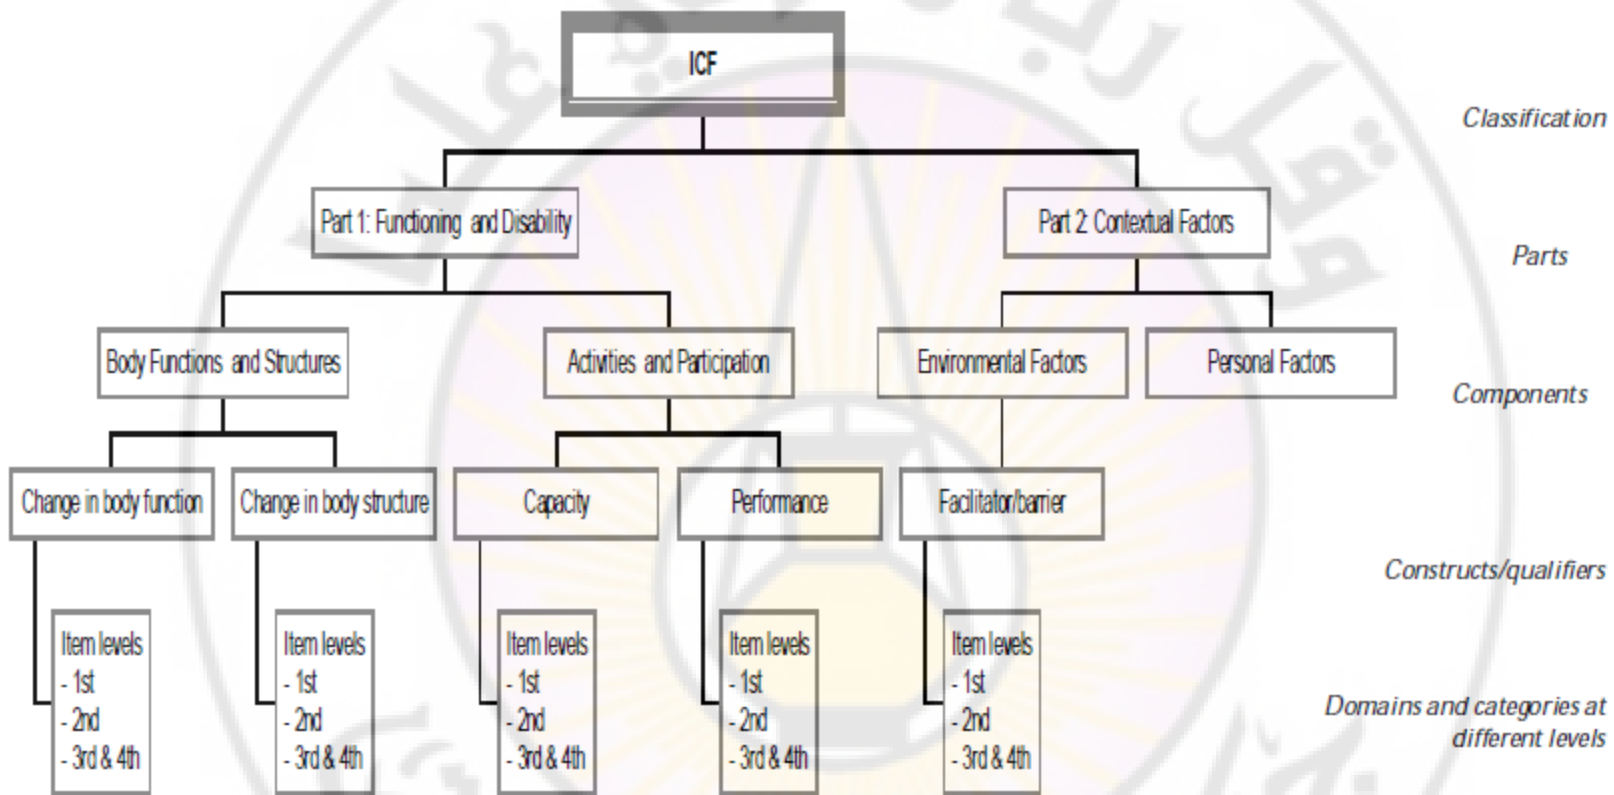 ICF
Classification
Part 1: Functioning and Disability
Part 2: Contextual Factors
Parts
Body Functions and Structures
Activities and Participation
Environmental Factors
Personal Factors
Components
Change in body function
Change in body structure
Capacity
Performance
Facilitator/barrier
Constructs/qualifiers
Item levels
- 1st
- 2nd
- 3rd & 4th
Item levels
- 1st
- 2nd
- 3rd & 4th
Item levels
- 1st
- 2nd
- 3rd & 4th
Item levels
- 1st
- 2nd
- 3rd & 4th
Item levels
- 1st
- 2nd
- 3rd & 4th
Domains and categories at
different levels